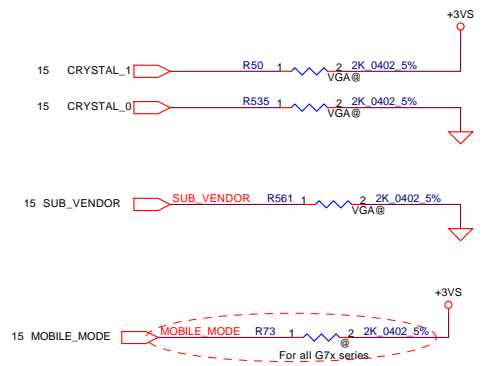 +3VS
15 CRYSTAL_1 R50 1 2 2K_0402_5%
VGA@
15 CRYSTAL_0 R535 1 2 2K_0402_5%
VGA@
15 SUB_VENDOR SUB_VENDOR R561 1 2 2K_0402_5%
VGA@
+3VS
15 MOBILE_MODE MOBILE_MODE R73 1 2 2K_0402_5%
@
For all G7x series.